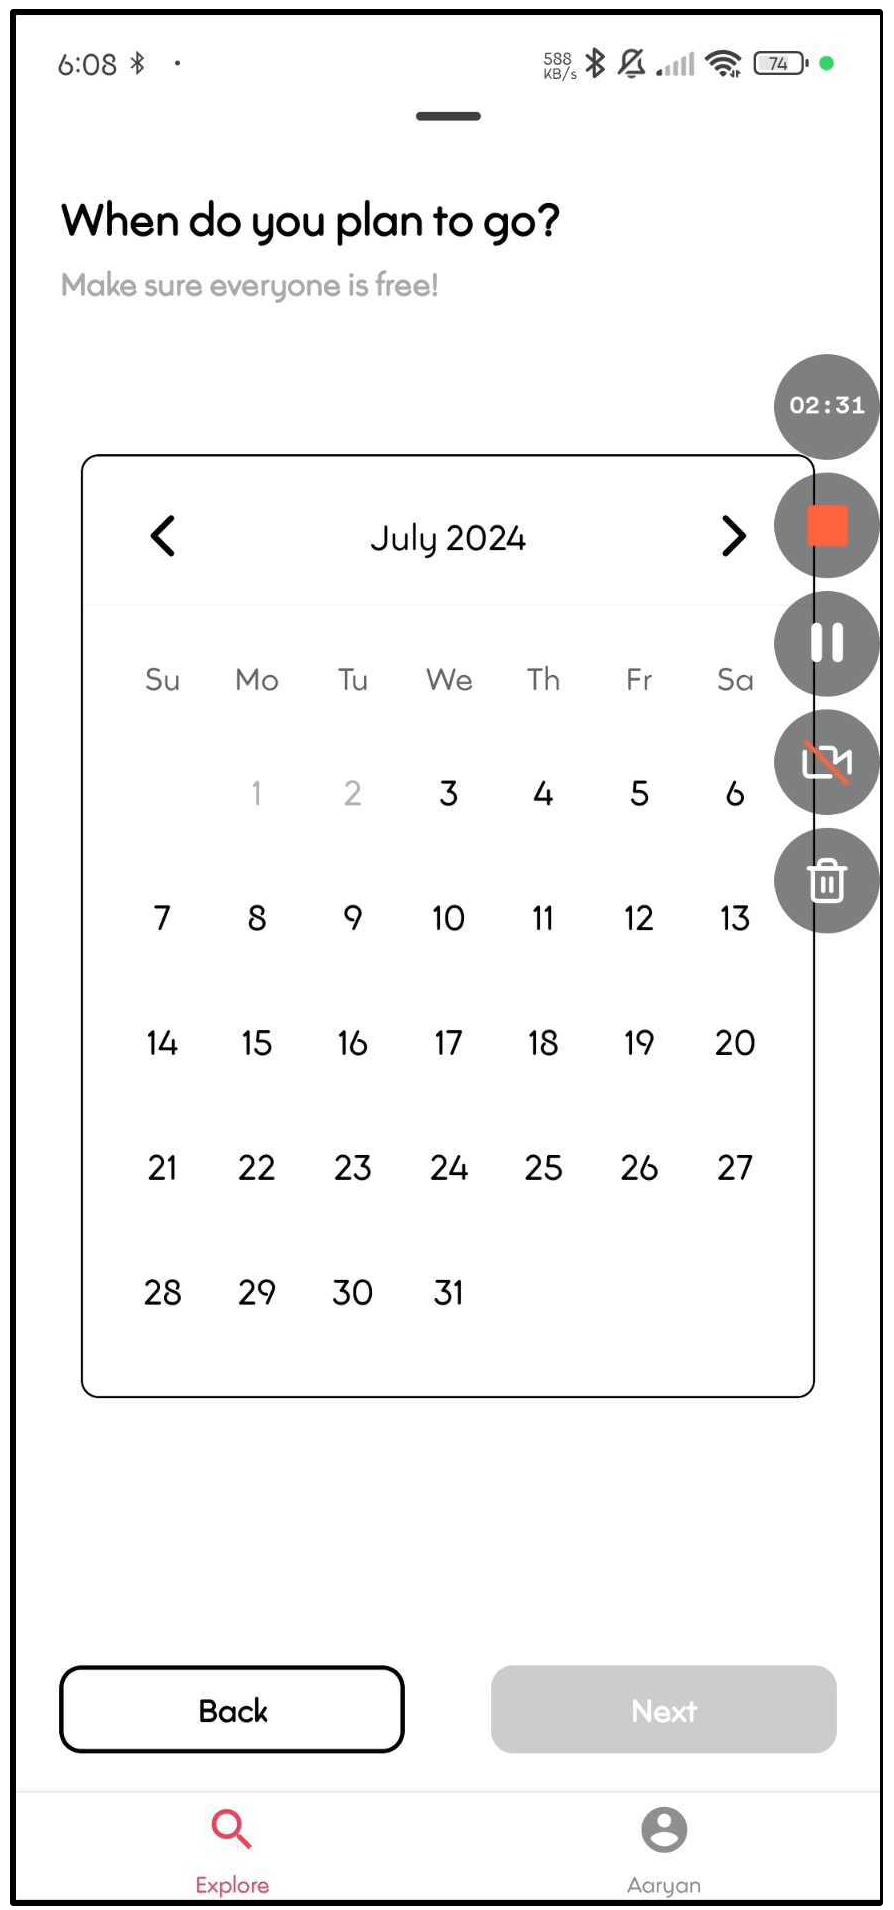 6:08
588 KB/s
74
When do you plan to go?
Make sure everyone is free!
02:31
July 2024
Su Mo Tu We Th Fr Sa
1 2 3 4 5 6
7 8 9 10 11 12 13
14 15 16 17 18 19 20
21 22 23 24 25 26 27
28 29 30 31
Back
Next
Explore
Aaryan